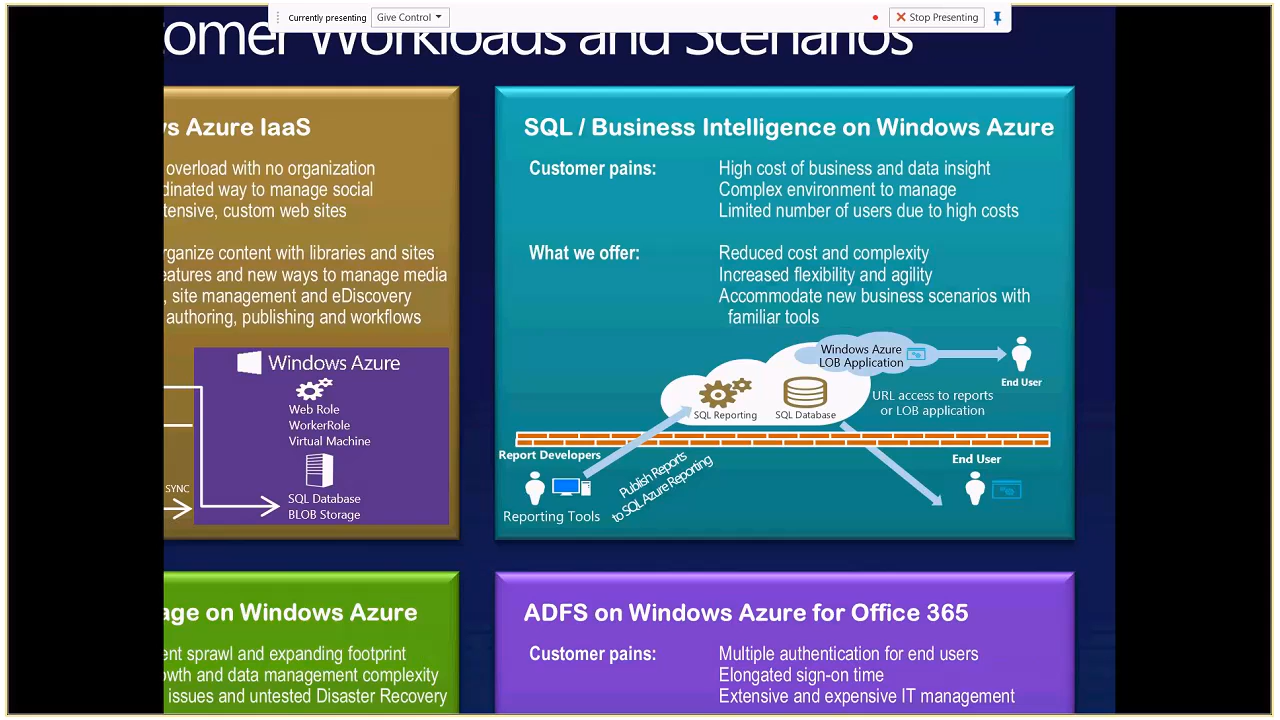 Currently presenting
Give Control
Stop Presenting
Workloads and Scenarios
Azure IaaS
overload with no organization
way to manage social
custom web sites
content with libraries and sites
and new ways to manage media
, site management and eDiscovery
authoring, publishing and workflows
Windows Azure
Web Role
WorkerRole
Virtual Machine
SQL Database
BLOB Storage
SYNC
SQL / Business Intelligence on Windows Azure
Customer pains: High cost of business and data insight
Complex environment to manage
Limited number of users due to high costs
What we offer: Reduced cost and complexity
Increased flexibility and agility
Accommodate new business scenarios with
familiar tools
Windows Azure
LOB Application
End User
SQL Reporting
SQL Database
URL access to reports
or LOB application
Report Developers
Reporting Tools
Publish Reports
to SQL Azure Reporting
End User
on Windows Azure
sprawl and expanding footprint
and data management complexity
issues and untested Disaster Recovery
ADFS on Windows Azure for Office 365
Customer pains: Multiple authentication for end users
Elongated sign-on time
Extensive and expensive IT management